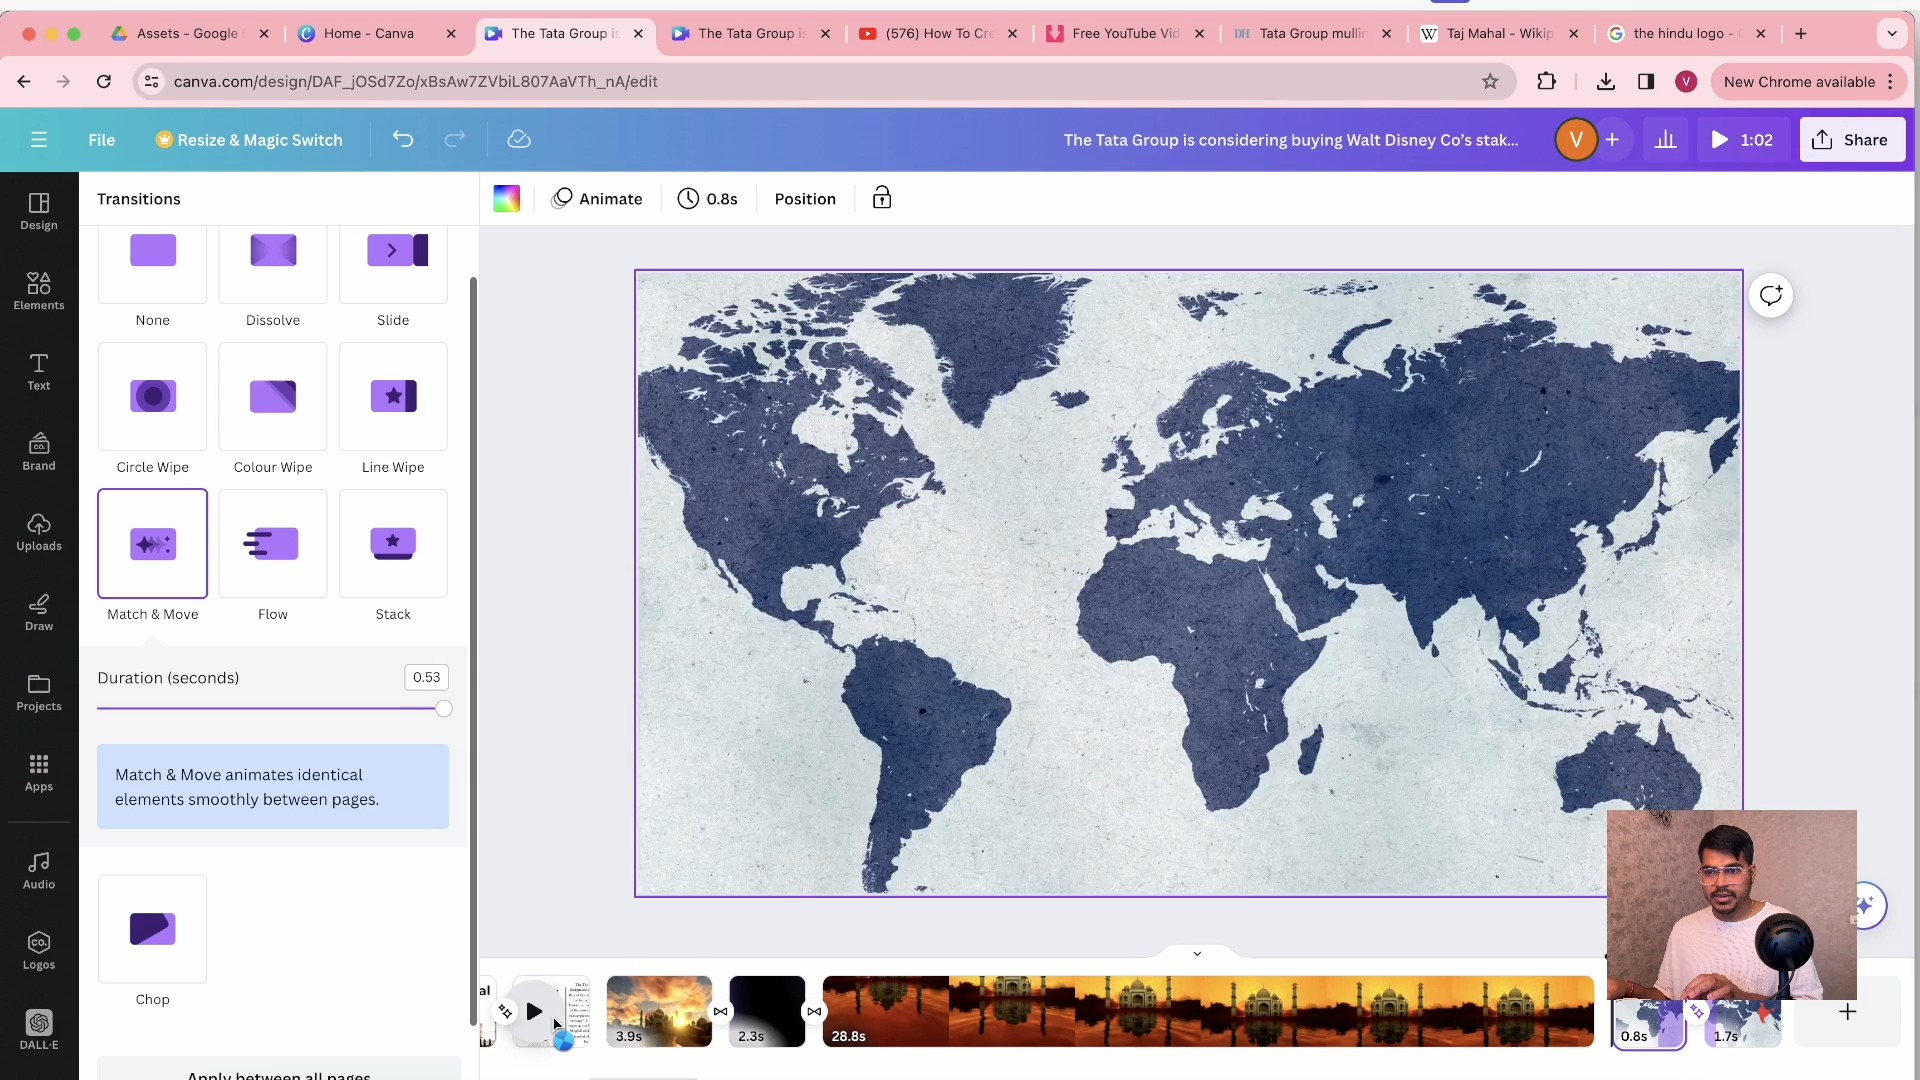 Assets - Google
Home - Canva
The Tata Group is
The Tata Group is
(576) How To Cre
Free YouTube Vid
DH Tata Group mullin
W Taj Mahal - Wikip
the hindu logo -
canva.com/design/DAF_jOSd7Zo/xBsAw7ZVbiL807AaVTh_nA/edit
V
New Chrome available
File
Resize & Magic Switch
The Tata Group is considering buying Walt Disney Co's stak...
V
1:02
Share
Design
Elements
Text
Brand
Uploads
Draw
Projects
Apps
Audio
Logos
DALL·E
Transitions
None
Dissolve
Slide
Circle Wipe
Colour Wipe
Line Wipe
Match & Move
Flow
Stack
Duration (seconds)
0.53
Match & Move animates identical
elements smoothly between pages.
Chop
Apply between all pages
Animate
0.8s
Position
al
3.9s
2.3s
28.8s
0.8s
1.7s